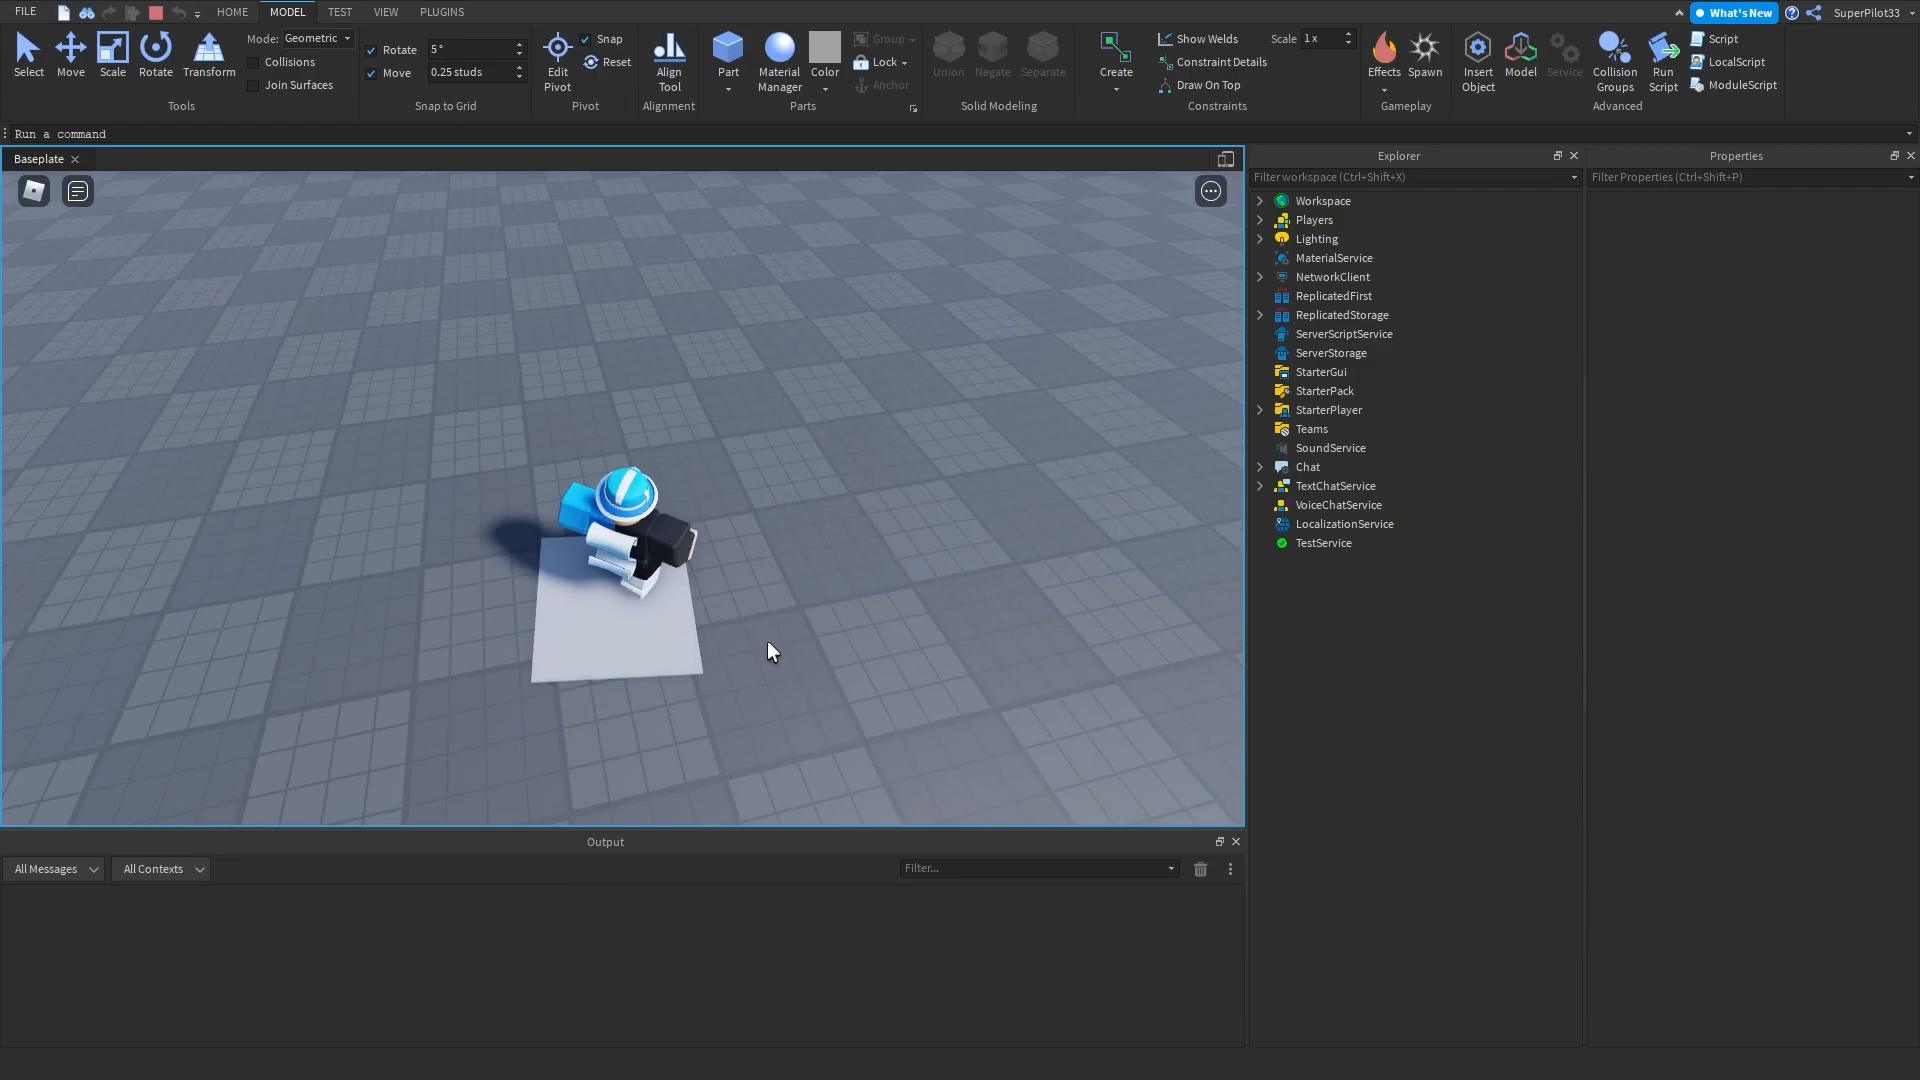 FILE HOME MODEL TEST VIEW PLUGINS What's New SuperPilot33
Select Move Scale Rotate Transform
Mode: Geometric
Collisions
Join Surfaces
Tools
Rotate 5°
Move 0.25 studs
Snap to Grid
Edit Pivot
Snap
Reset
Pivot
Align Tool
Alignment
Part
Material Manager
Color
Group
Lock
Anchor
Parts
Union Negate Separate
Solid Modeling
Create
Show Welds
Constraint Details
Draw On Top
Scale 1 x
Constraints
Effects Spawn
Gameplay
Insert Object
Model
Service
Collision Groups
Run Script
Script
LocalScript
ModuleScript
Advanced
Run a command
Baseplate
Explorer
Filter workspace (Ctrl+Shift+X)
Workspace
Players
Lighting
MaterialService
NetworkClient
ReplicatedFirst
ReplicatedStorage
ServerScriptService
ServerStorage
StarterGui
StarterPack
StarterPlayer
Teams
SoundService
Chat
TextChatService
VoiceChatService
LocalizationService
TestService
Properties
Filter Properties (Ctrl+Shift+P)
Output
All Messages All Contexts Filter...